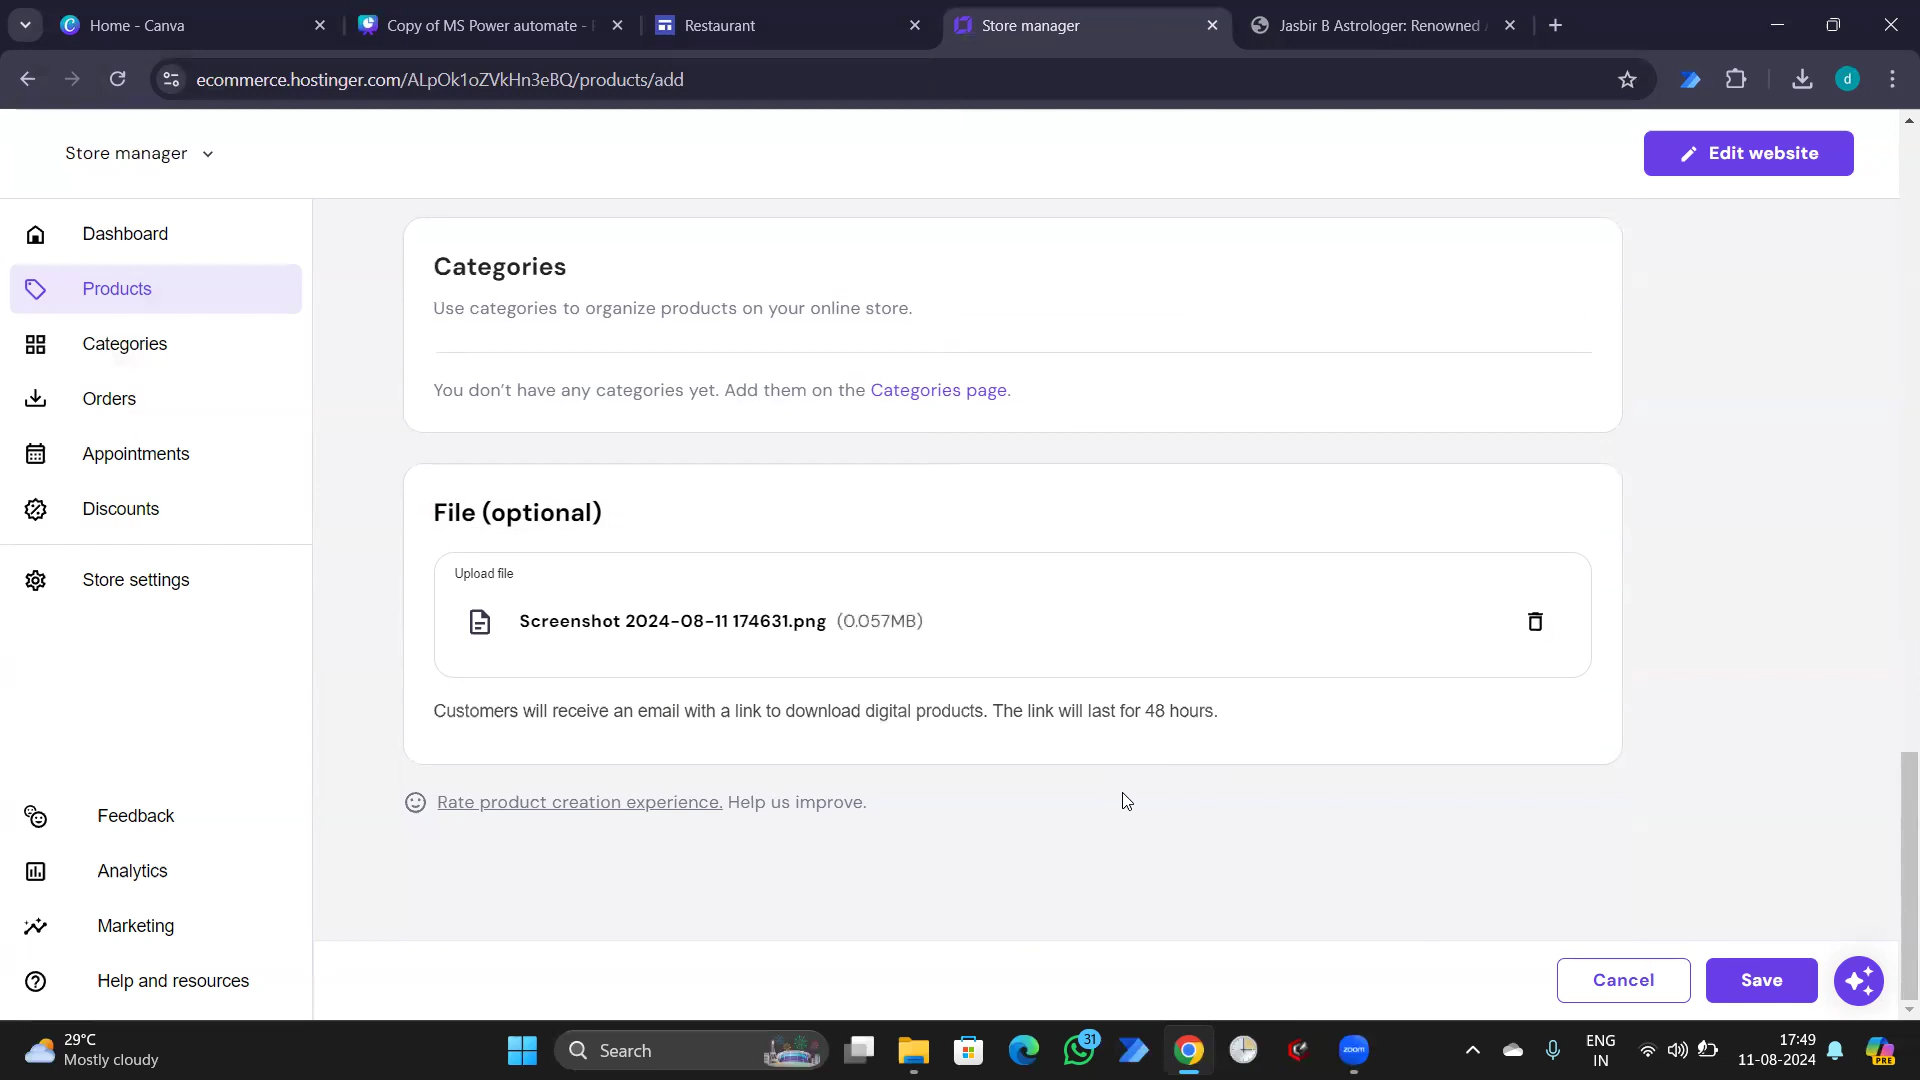 Home - Canva
Copy of MS Power automate -
Restaurant
Store manager
Jasbir B Astrologer: Renowned
ecommerce.hostinger.com/ALpOk1oZVkHn3eBQ/products/add
d
Store manager
Edit website
Dashboard
Products
Categories
Orders
Appointments
Discounts
Store settings
Feedback
Analytics
Marketing
Help and resources
Categories
Use categories to organize products on your online store.
You don't have any categories yet. Add them on the Categories page.
File (optional)
Upload file
Screenshot 2024-08-11 174631.png (0.057MB)
Customers will receive an email with a link to download digital products. The link will last for 48 hours.
Rate product creation experience. Help us improve.
Cancel
Save
29°C
Mostly cloudy
Search
31
zoom
ENG
IN
17:49
11-08-2024
PRE